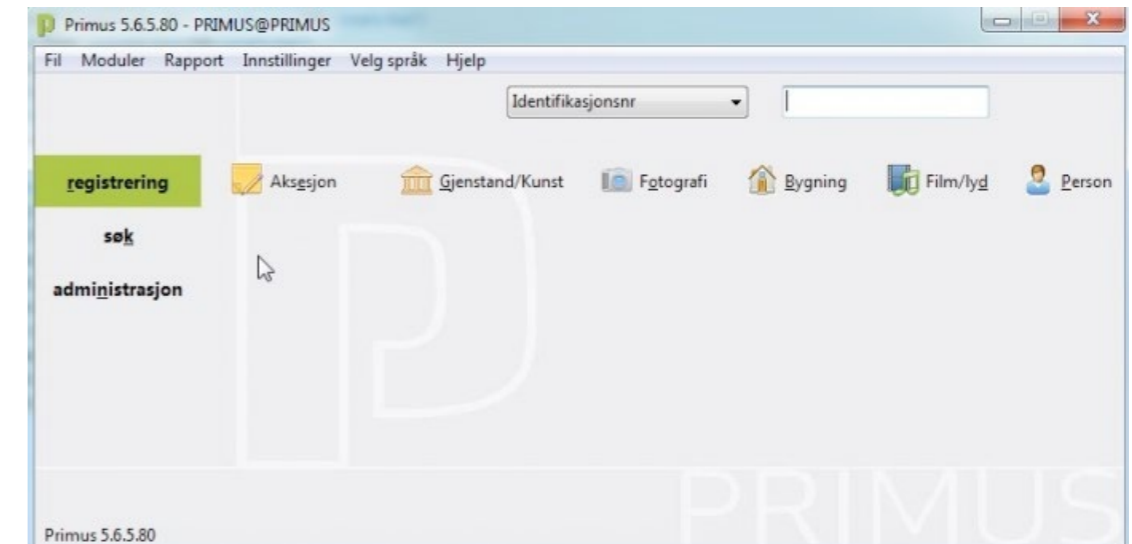 Primus 5.6.5.80 - PRIMUS@PRIMUS
Fil Moduler Rapport Innstillinger Velg språk Hjelp
Identifikasjonsnr
registrering Aksesjon Gjenstand/Kunst Fotografi Bygning Film/lyd Person
søk
administrasjon
PRIMUS
Primus 5.6.5.80